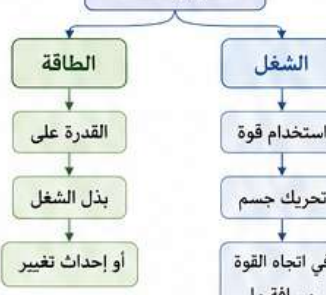 الشغل
الطاقة
استخدام قوة
القدرة على
تحريك جسم
بذل الشغل
في اتجاه القوة
أو إحداث تغيير